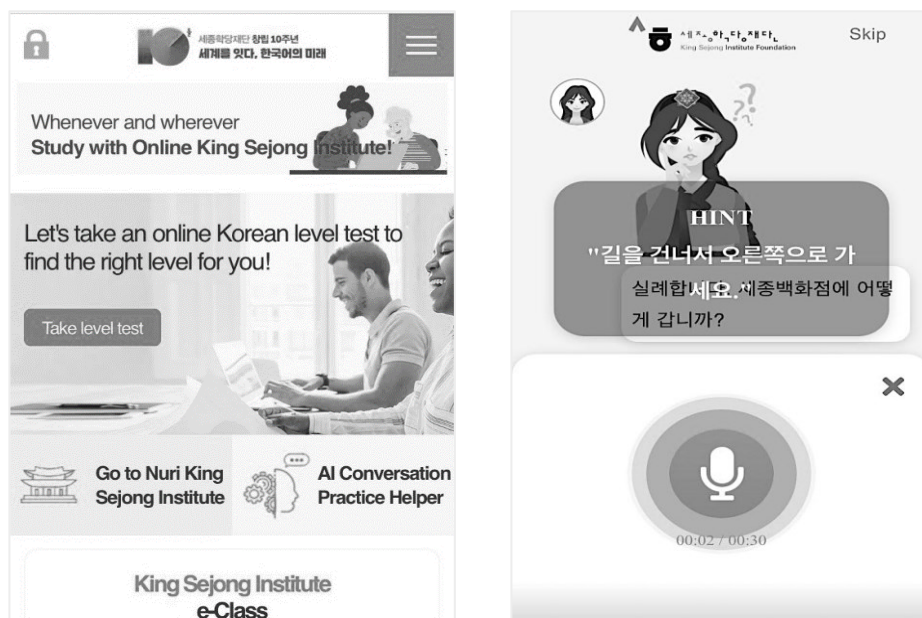 세종학당재단 창립 10주년
세계를 잇다, 한국어의 미래
Whenever and wherever
Study with Online King Sejong Institute!
Let's take an online Korean level test to
find the right level for you!
Take level test
Go to Nuri King
Sejong Institute
AI Conversation
Practice Helper
King Sejong Institute
e-Class
세종학당재단
King Sejong Institute Foundation
Skip
HINT
"길을 건너서 오른쪽으로 가
세요."
실례합니다. 세종백화점에 어떻
게 갑니까?
00:02 / 00:30